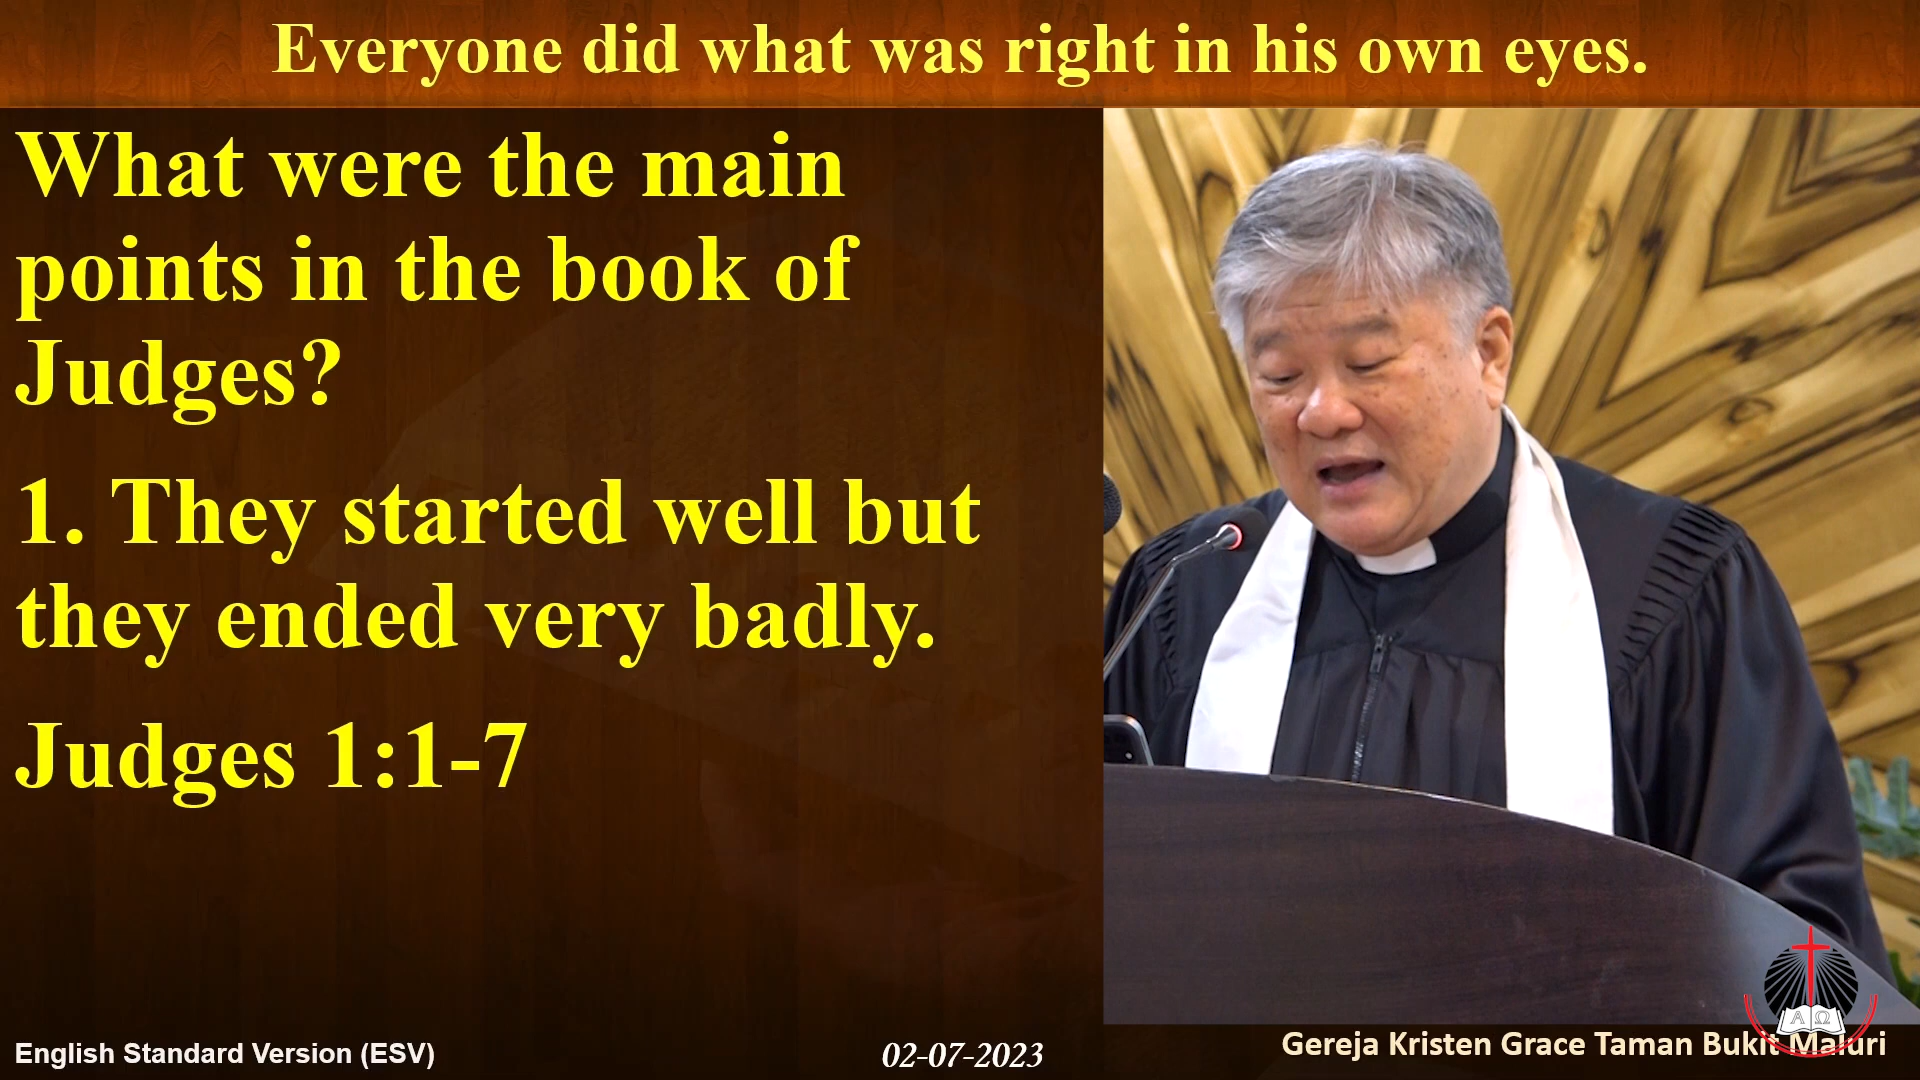 Everyone did what was right in his own eyes.
What were the main
points in the book of
Judges?
1. They started well but
they ended very badly.
Judges 1:1-7
English Standard Version (ESV)
02-07-2023
Gereja Kristen Grace Taman Bukit Maluri
Α Ω